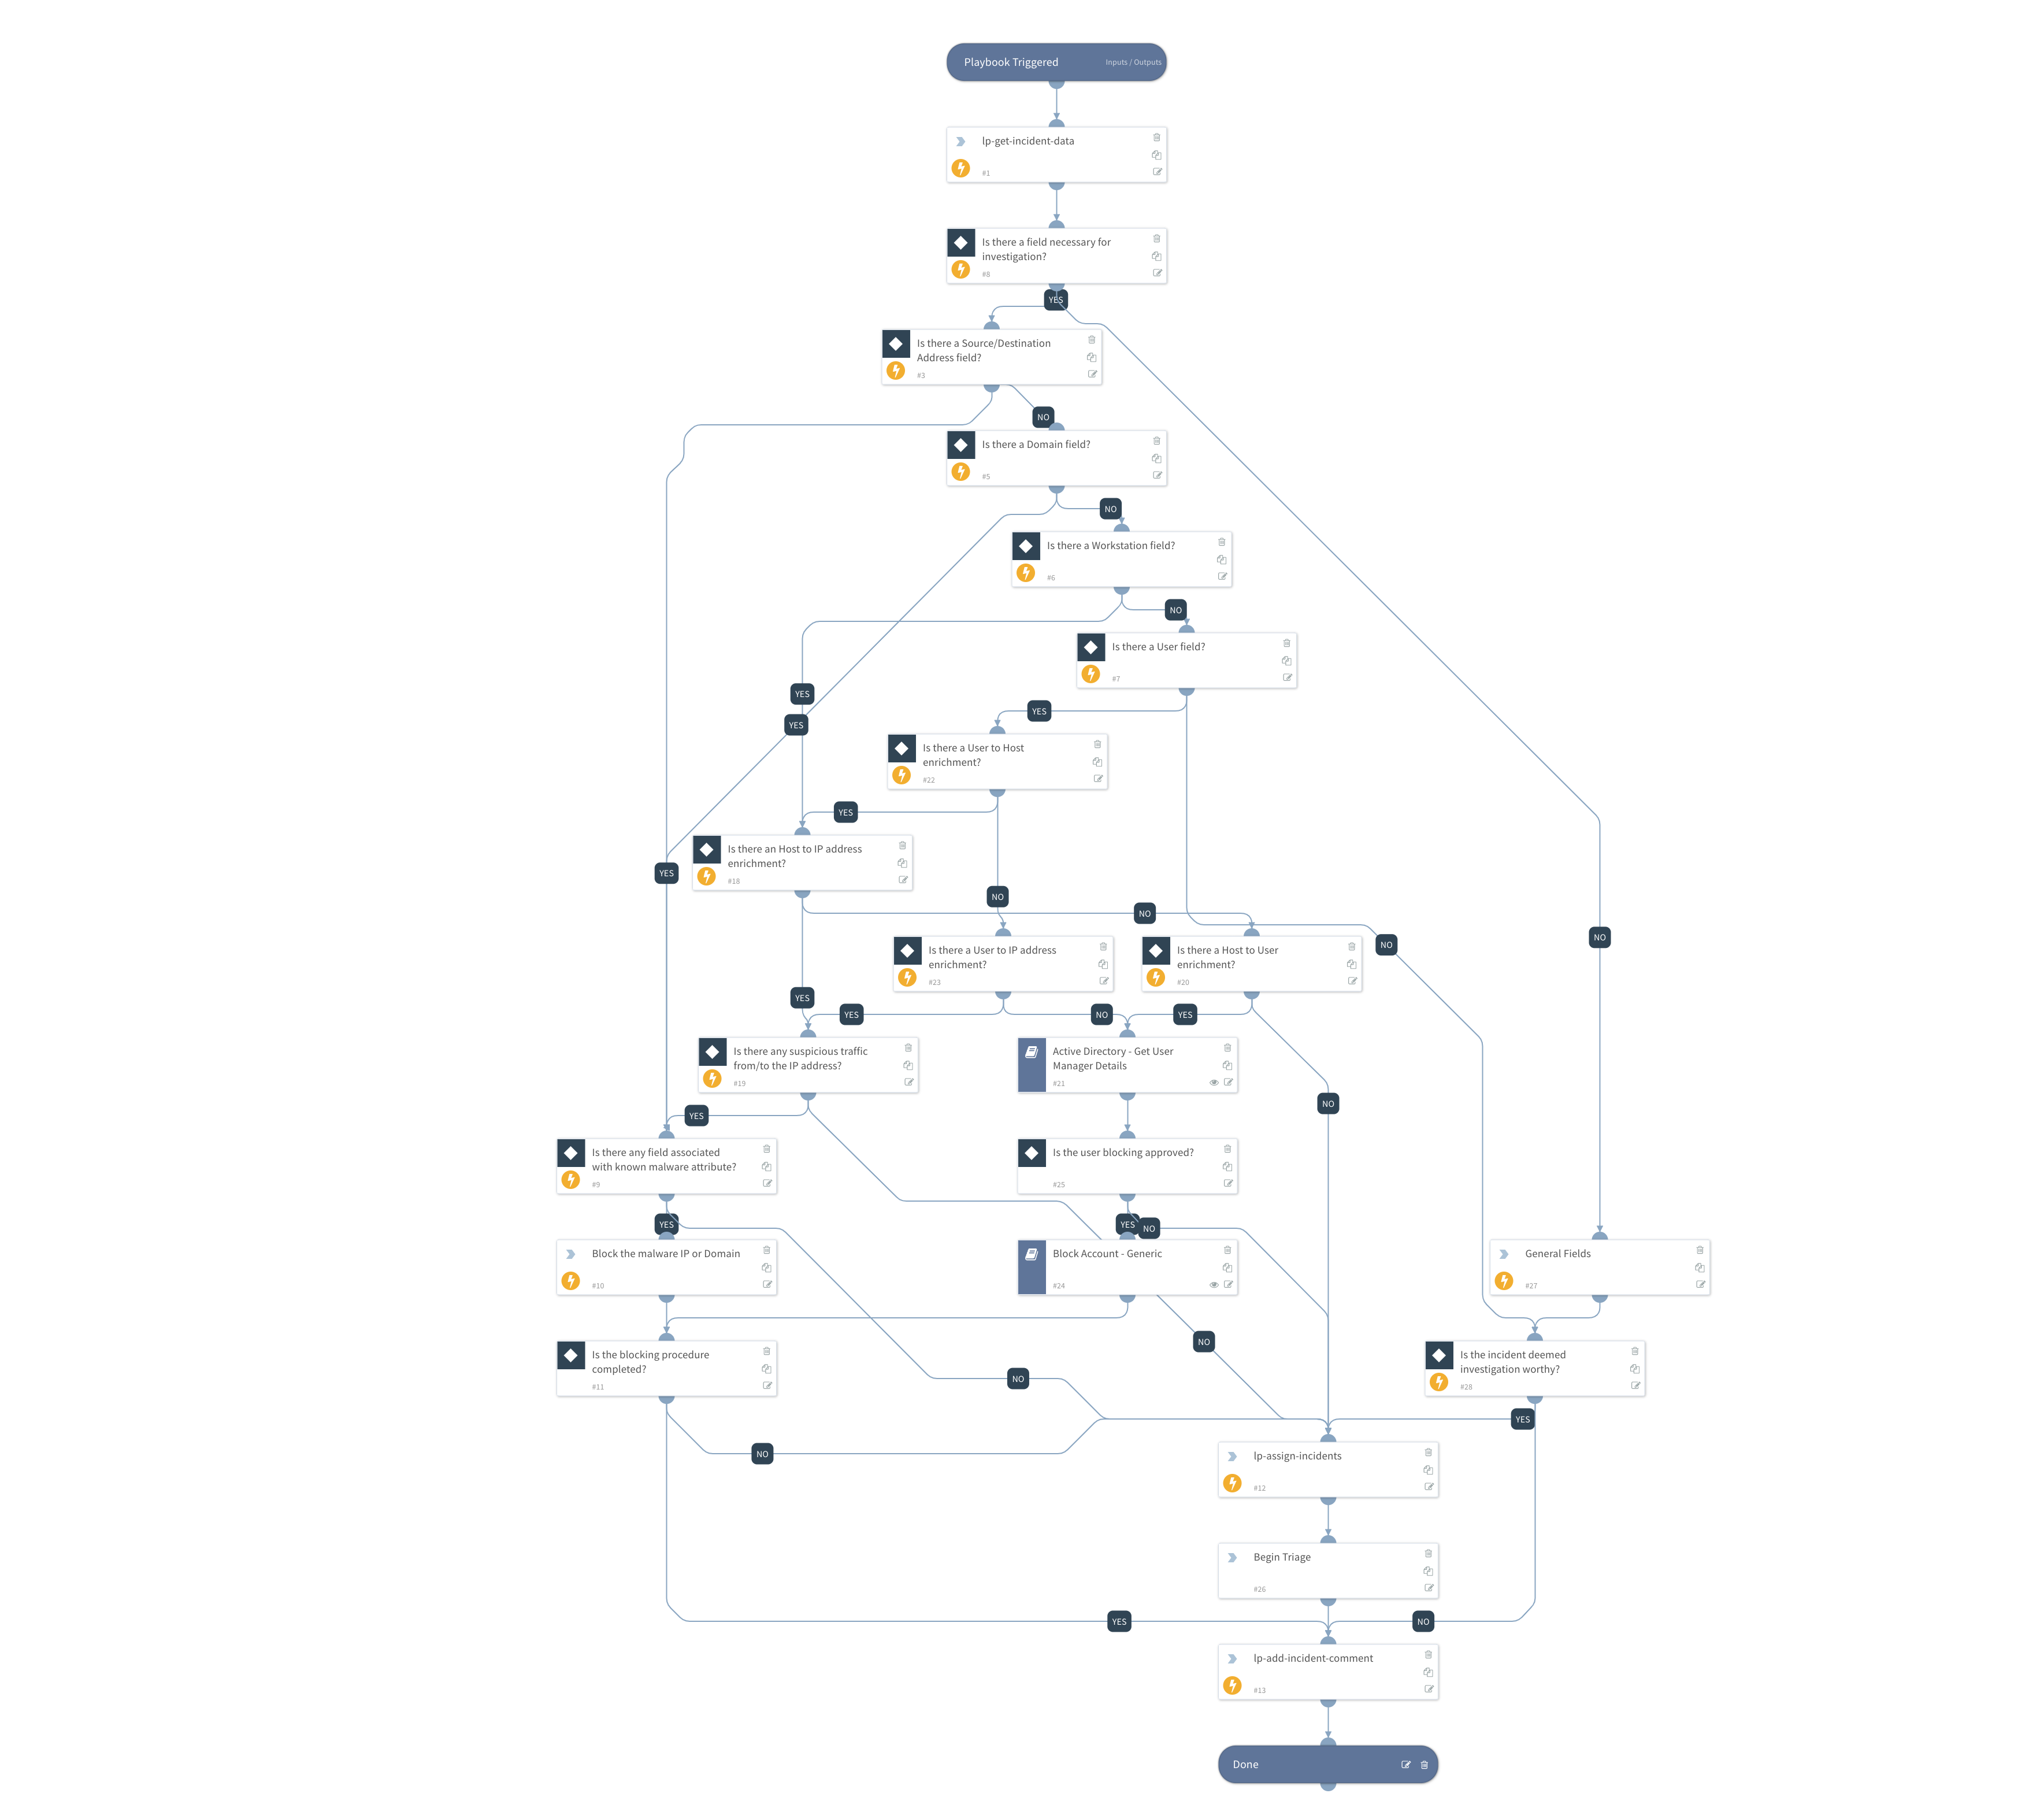 Playbook Triggered
Inputs / Outputs
lp-get-incident-data
#1
Is there a field necessary for
investigation?
#8
YES
Is there a Source/Destination
Address field?
#3
NO
Is there a Domain field?
#5
NO
Is there a Workstation field?
#6
NO
Is there a User field?
#7
YES
YES
YES
Is there a User to Host
enrichment?
#22
YES
Is there an Host to IP address
enrichment?
#18
YES
NO
NO
NO
NO
Is there a User to IP address
enrichment?
#23
Is there a Host to User
enrichment?
#20
YES
YES
NO
YES
Is there any suspicious traffic
from/to the IP address?
#19
Active Directory - Get User
Manager Details
#21
NO
YES
Is there any field associated
with known malware attribute?
#9
Is the user blocking approved?
#25
YES
YES
NO
Block the malware IP or Domain
#10
Block Account - Generic
#24
General Fields
#27
NO
Is the blocking procedure
completed?
#11
Is the incident deemed
investigation worthy?
#28
NO
YES
NO
lp-assign-incidents
#12
Begin Triage
#26
YES
NO
lp-add-incident-comment
#13
Done